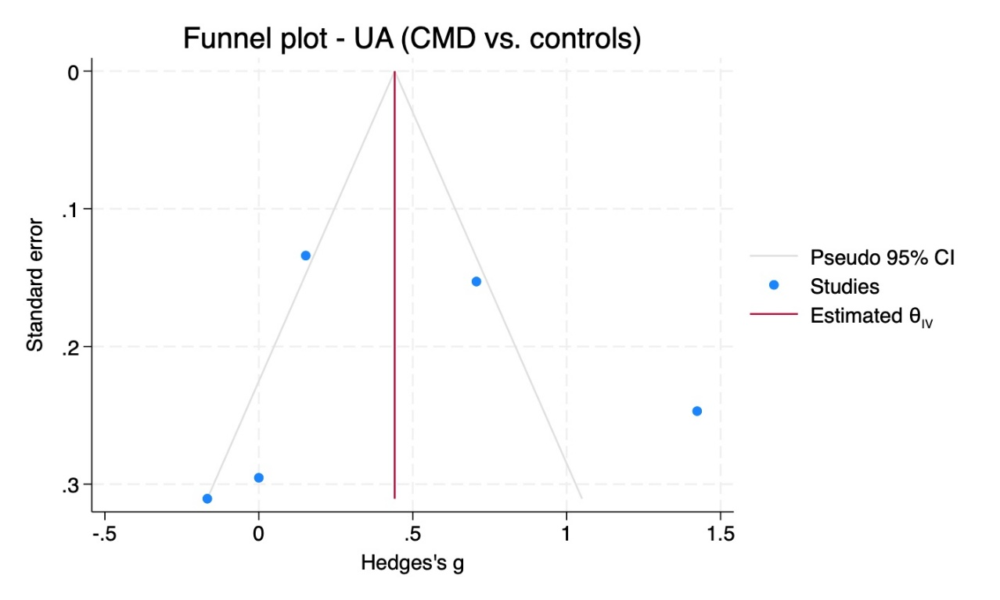 Funnel plot - UA (CMD vs. controls)
0
.1
.2
.3
Standard error
-.5 0 .5 1 1.5
Hedges's g
Pseudo 95% CI
Studies
Estimated θIV